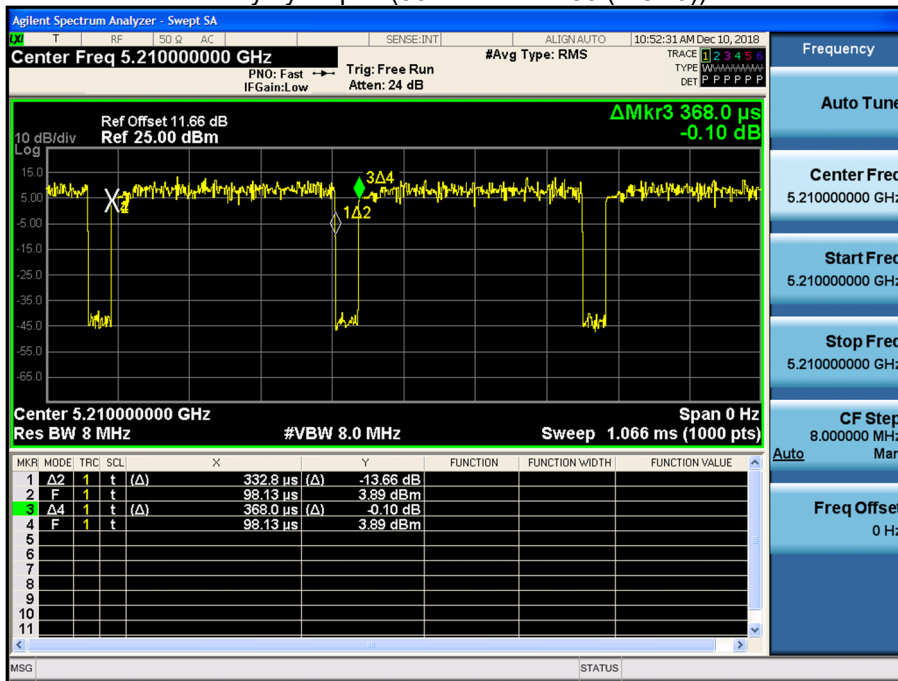 Agilent Spectrum Analyzer - Swept SA
LXI T RF 50 Ω AC SENSE:INT ALIGN AUTO 10:52:31 AM Dec 10, 2018
Center Freq 5.210000000 GHz
PNO: Fast
IFGain:Low
Trig: Free Run
Atten: 24 dB
#Avg Type: RMS
TRACE 1 2 3 4 5 6
TYPE WWWWWW
DET P P P P P P
ΔMkr3 368.0 µs
-0.10 dB
Ref Offset 11.66 dB
10 dB/div Ref 25.00 dBm
Log
15.0
5.00
-5.00
-15.0
-25.0
-35.0
-45.0
-55.0
-65.0
3Δ4
1Δ2
Center 5.210000000 GHz Span 0 Hz
Res BW 8 MHz #VBW 8.0 MHz Sweep 1.066 ms (1000 pts)
MKR MODE TRC SCL X Y FUNCTION FUNCTION WIDTH FUNCTION VALUE
1 Δ2 1 t (Δ) 332.8 µs (Δ) -13.66 dB
2 F 1 t 98.13 µs 3.89 dBm
3 Δ4 1 t (Δ) 368.0 µs (Δ) -0.10 dB
4 F 1 t 98.13 µs 3.89 dBm
5
6
7
8
9
10
11
MSG STATUS
Frequency
Auto Tune
Center Freq
5.210000000 GHz
Start Freq
5.210000000 GHz
Stop Freq
5.210000000 GHz
CF Step
8.000000 MHz
Auto Man
Freq Offset
0 Hz